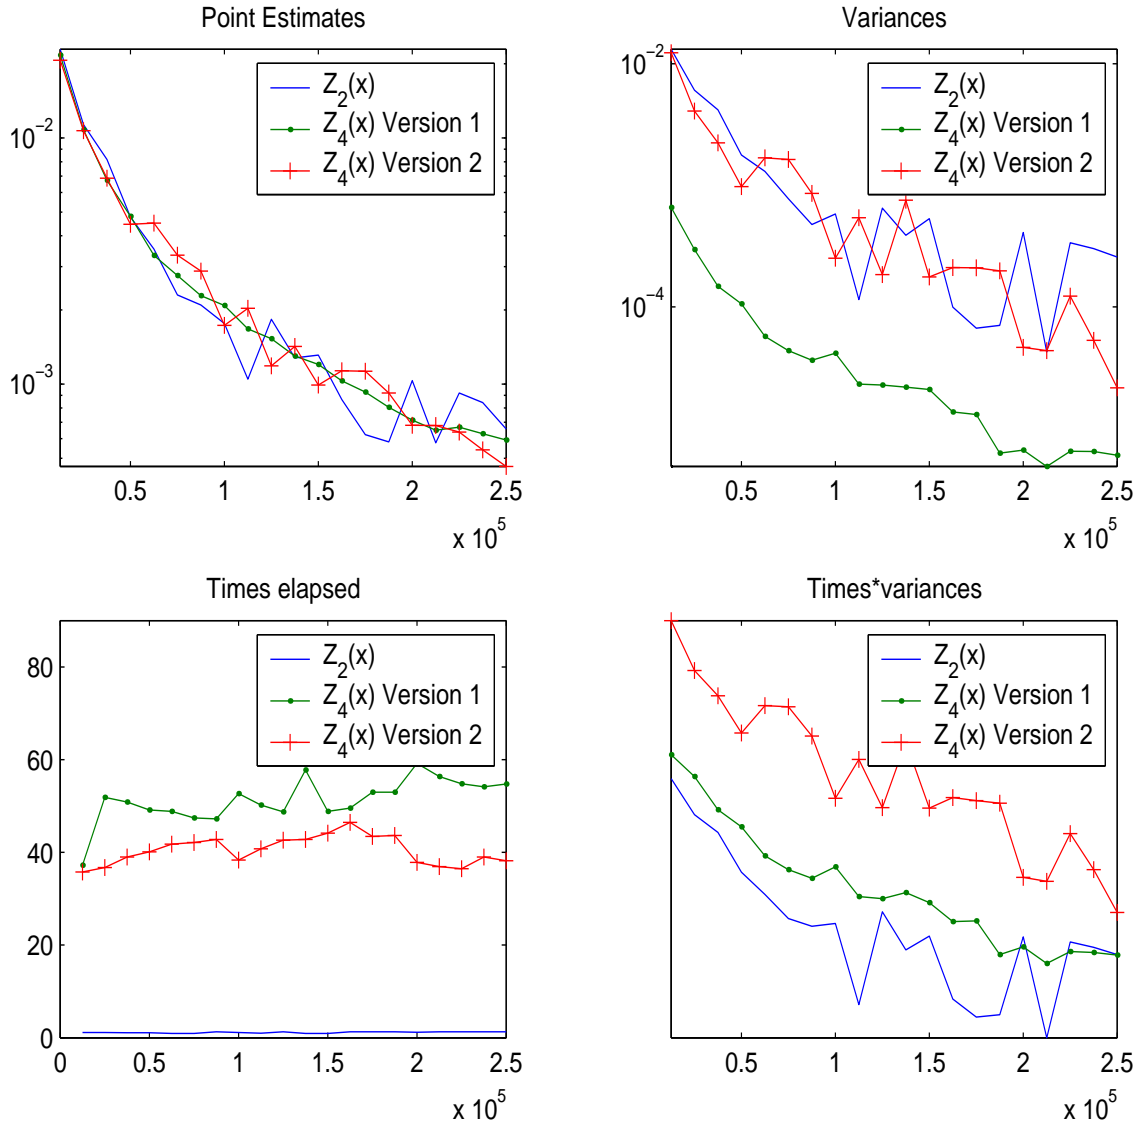 Point Estimates
Z_2(x)
Z_4(x) Version 1
Z_4(x) Version 2
10^−2
10^−3
0.5 1 1.5 2 2.5
x 10^5
Variances
Z_2(x)
Z_4(x) Version 1
Z_4(x) Version 2
10^−2
10^−4
0.5 1 1.5 2 2.5
x 10^5
Times elapsed
Z_2(x)
Z_4(x) Version 1
Z_4(x) Version 2
80
60
40
20
0
0 0.5 1 1.5 2 2.5
x 10^5
Times*variances
Z_2(x)
Z_4(x) Version 1
Z_4(x) Version 2
0.5 1 1.5 2 2.5
x 10^5